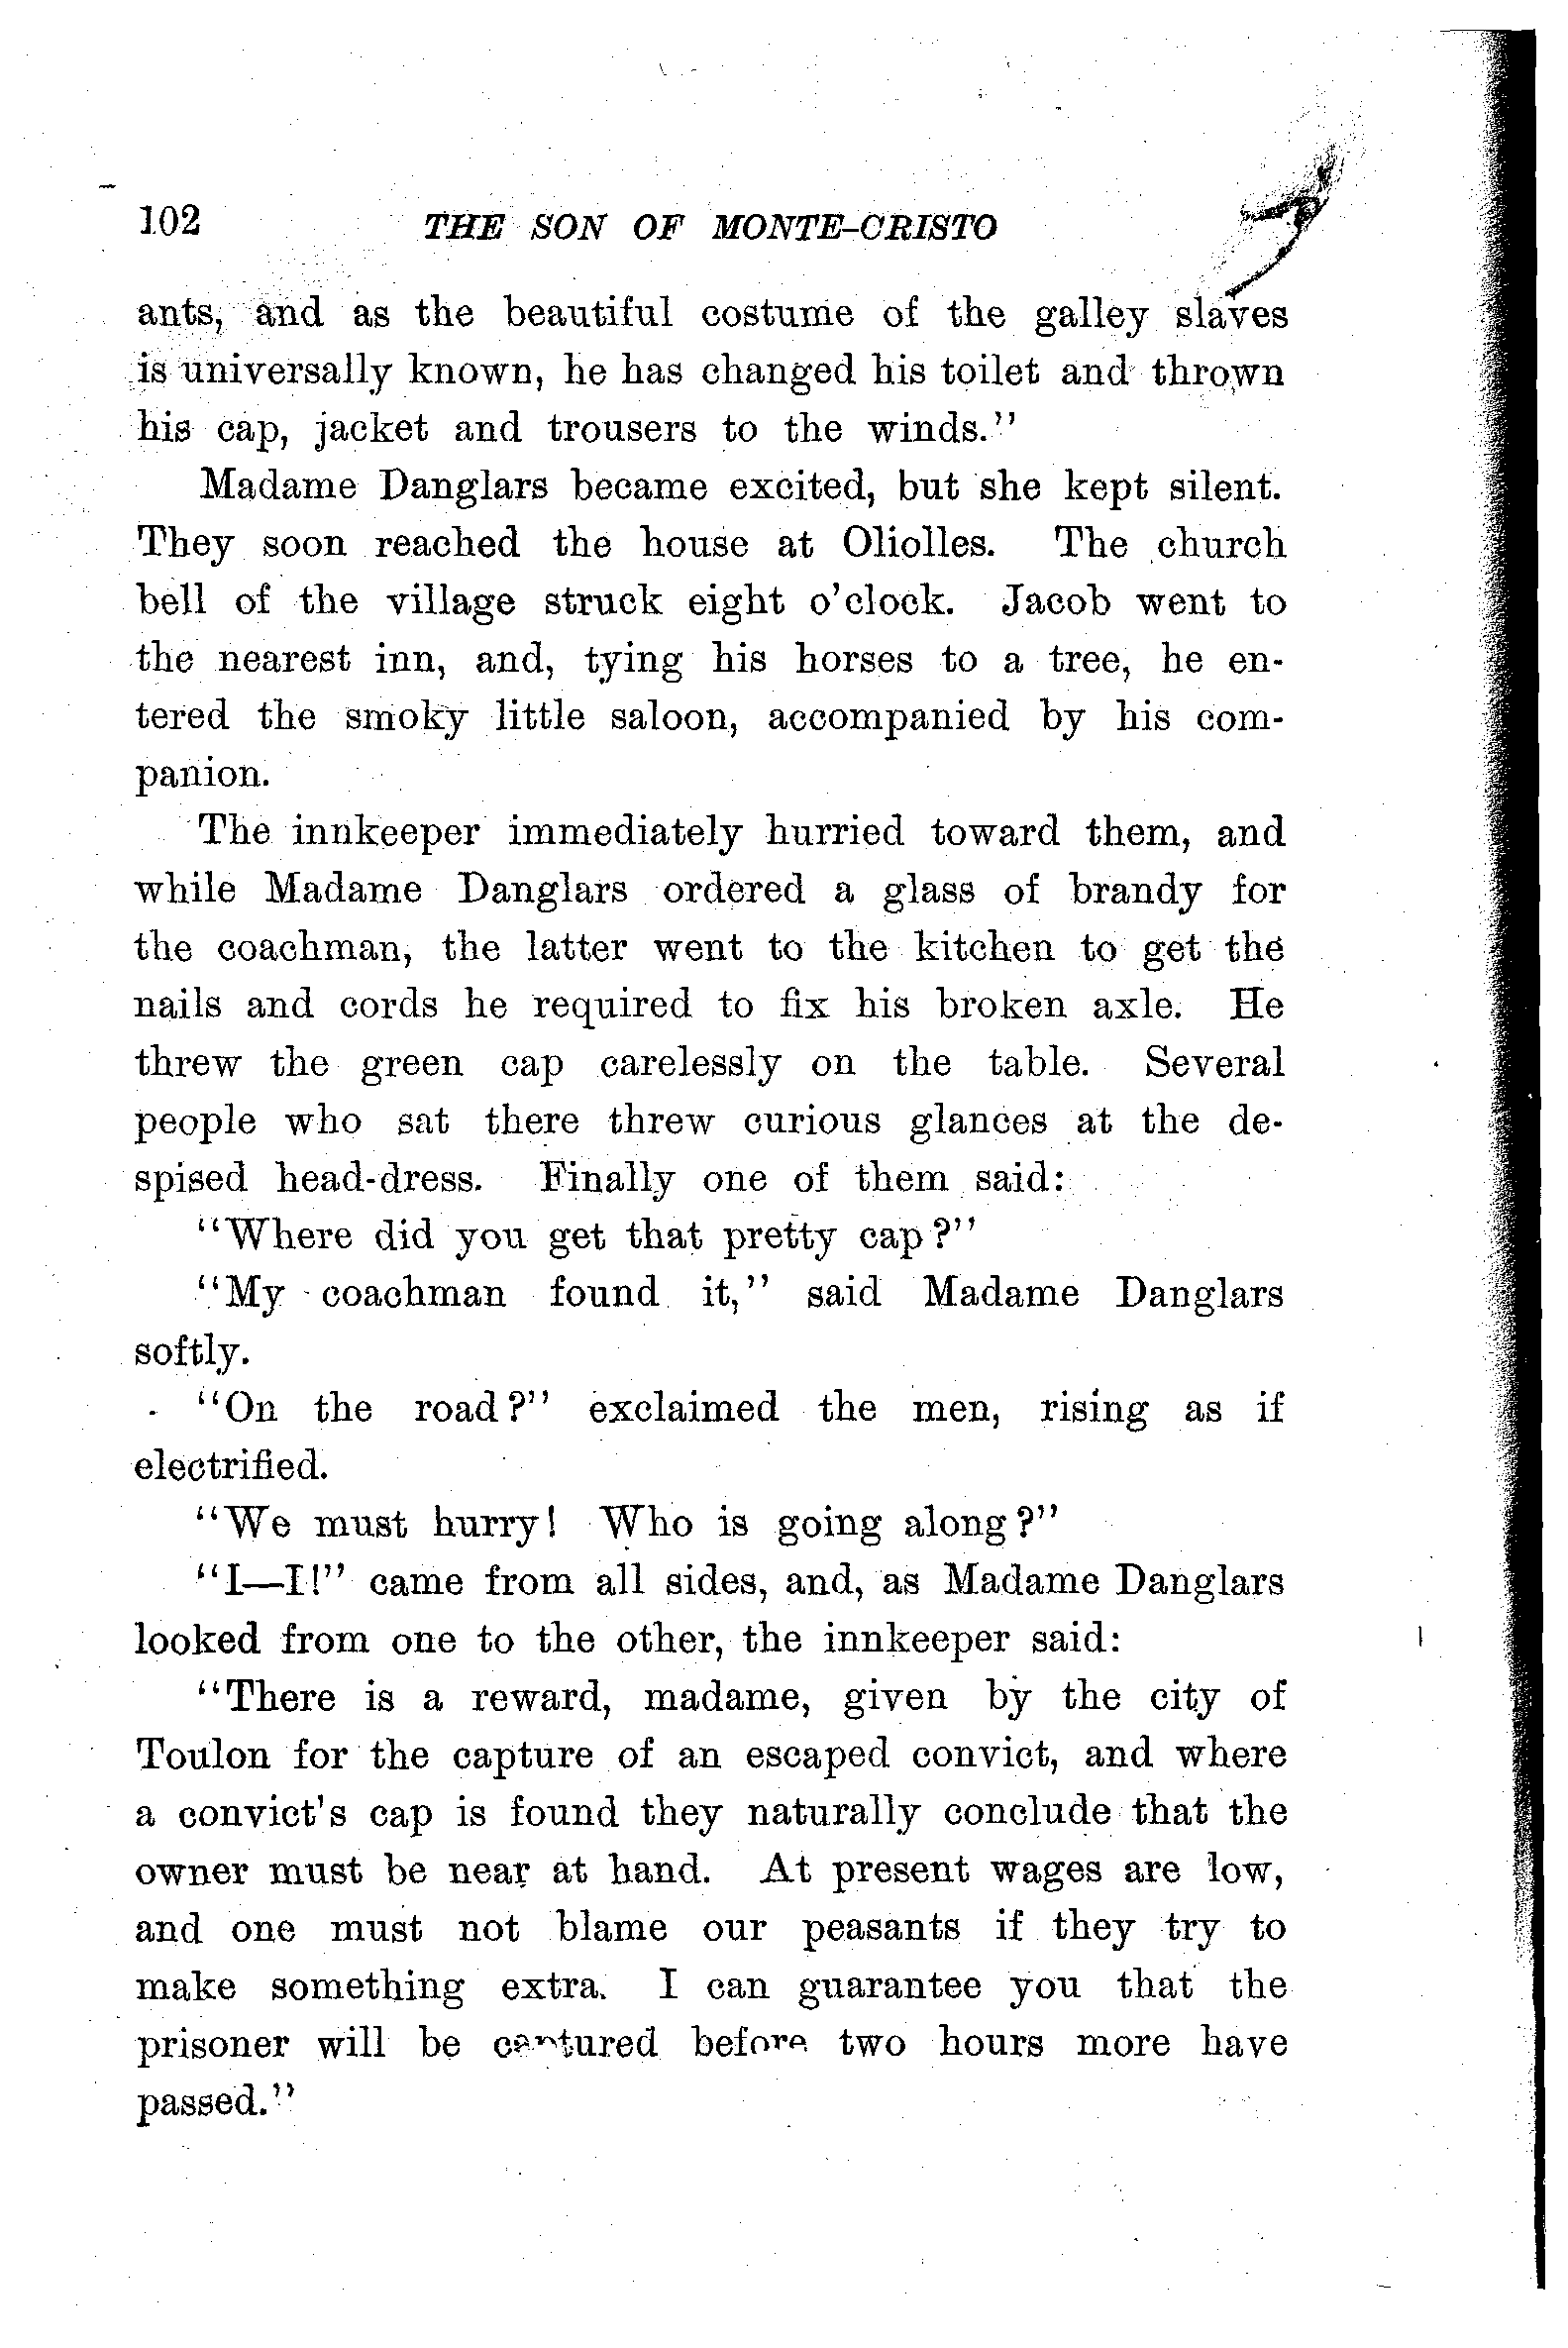 102 THE SON OF MONTE-CRISTO
ants, and as the beautiful costume of the galley slaves
is universally known, he has changed his toilet and thrown
his cap, jacket and trousers to the winds."
Madame Danglars became excited, but she kept silent.
They soon reached the house at Oliolles. The church
bell of the village struck eight o'clock. Jacob went to
the nearest inn, and, tying his horses to a tree, he en-
tered the smoky little saloon, accompanied by his com-
panion.
The innkeeper immediately hurried toward them, and
while Madame Danglars ordered a glass of brandy for
the coachman, the latter went to the kitchen to get the
nails and cords he required to fix his broken axle. He
threw the green cap carelessly on the table. Several
people who sat there threw curious glances at the de-
spised head-dress. Finally one of them said:
"Where did you get that pretty cap?"
"My coachman found it," said Madame Danglars
softly.
"On the road?" exclaimed the men, rising as if
electrified.
"We must hurry! Who is going along?"
"I—I!" came from all sides, and, as Madame Danglars
looked from one to the other, the innkeeper said:
"There is a reward, madame, given by the city of
Toulon for the capture of an escaped convict, and where
a convict's cap is found they naturally conclude that the
owner must be near at hand. At present wages are low,
and one must not blame our peasants if they try to
make something extra. I can guarantee you that the
prisoner will be captured before two hours more have
passed."